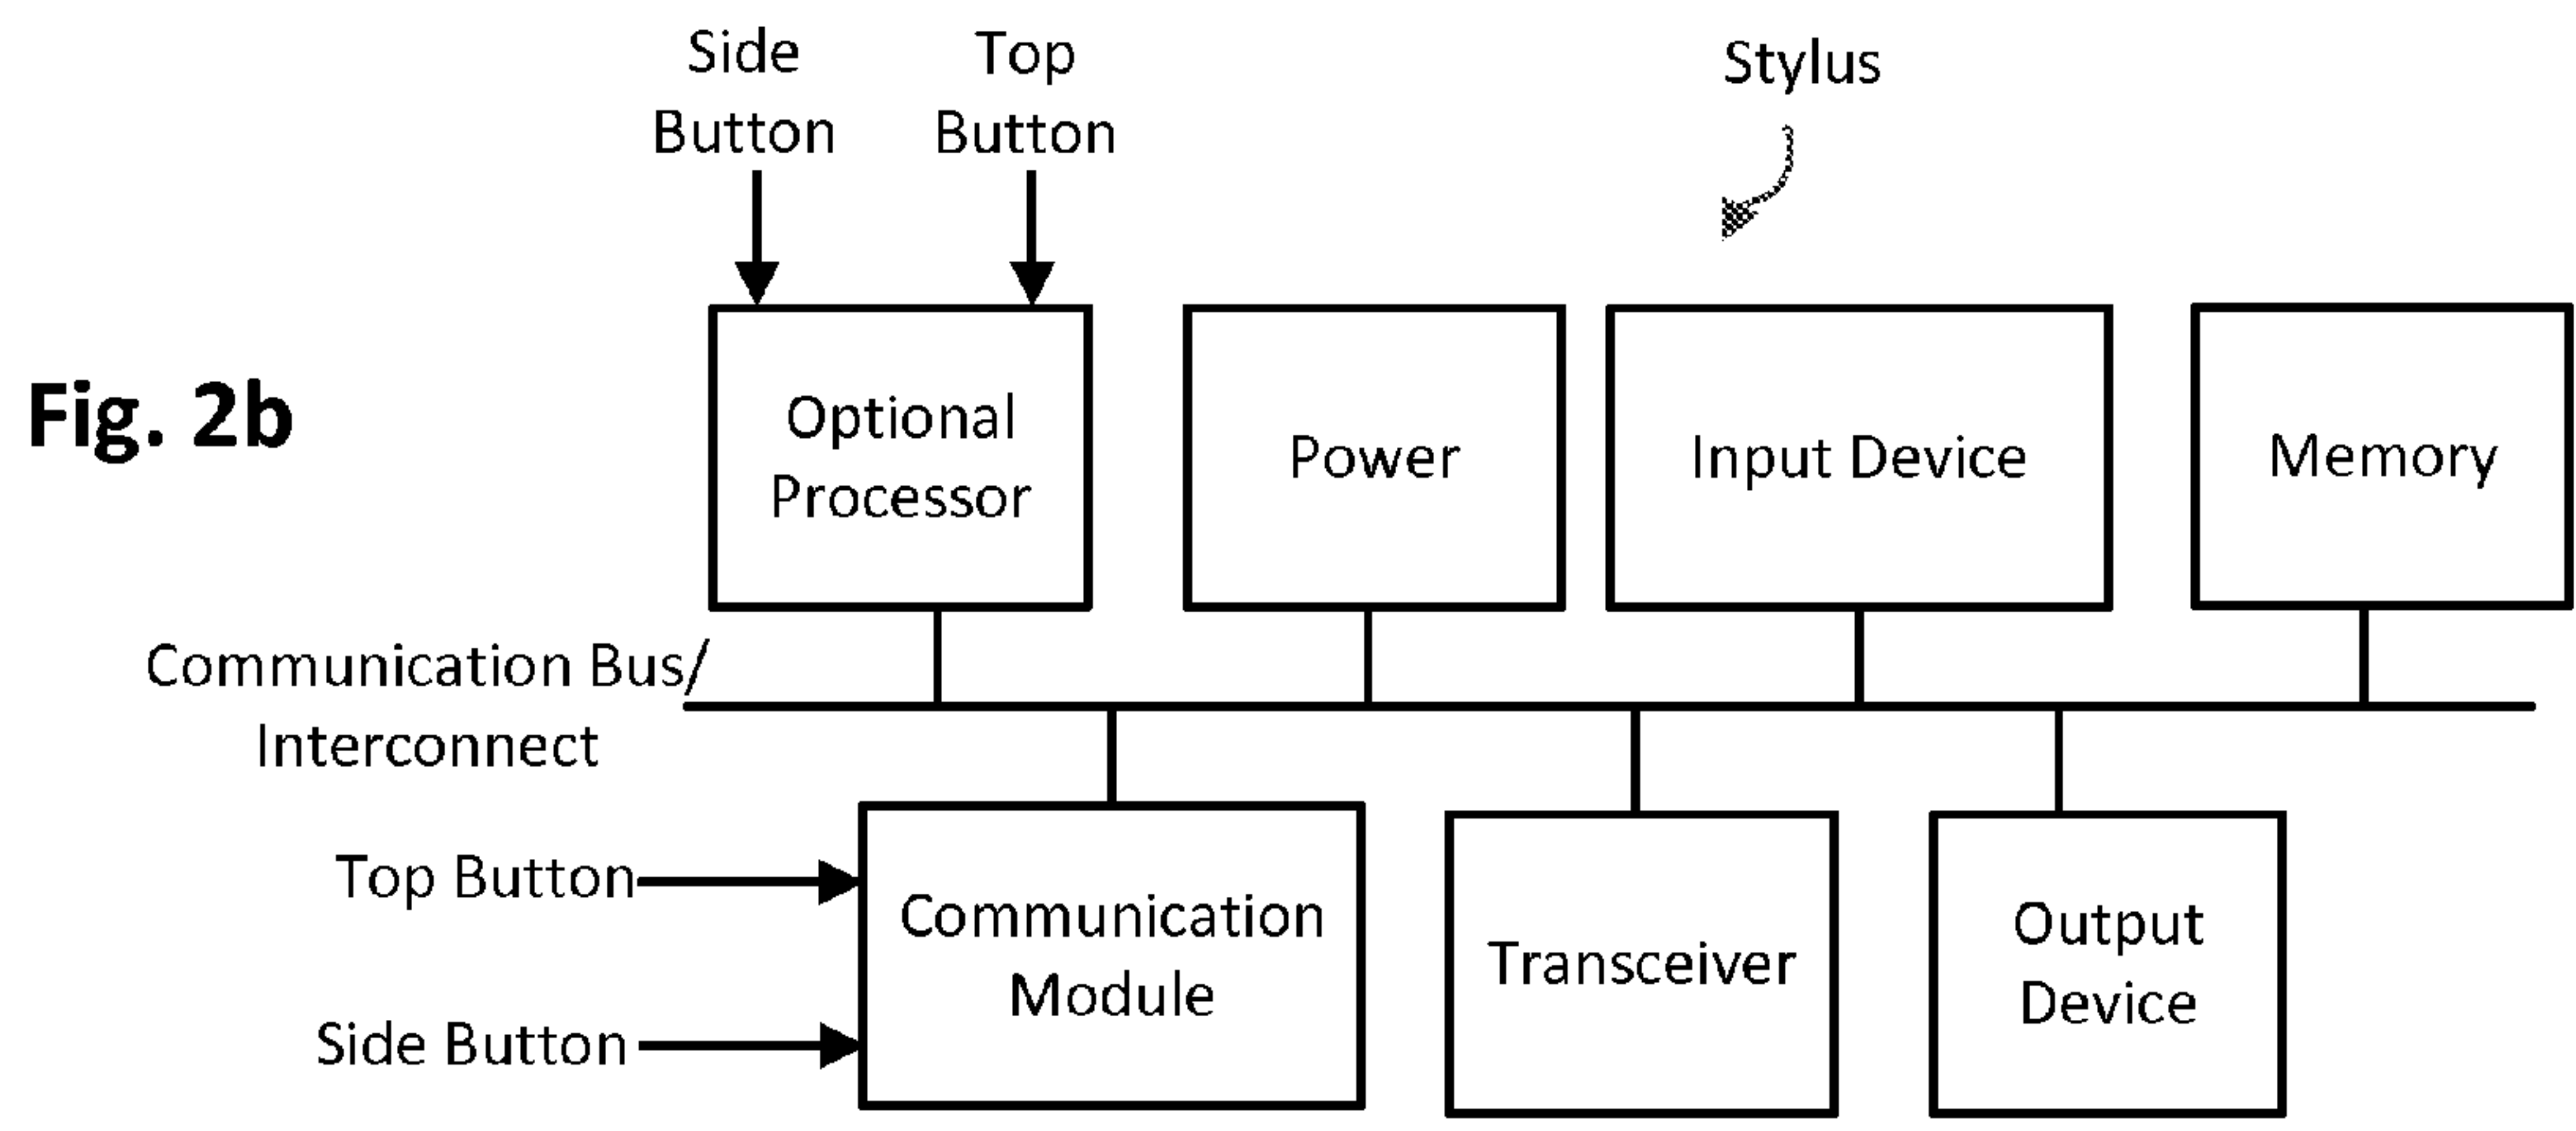 Side
Button
Top
Button
Stylus
Fig. 2b
Optional
Processor
Power
Input Device
Memory
Communication Bus/
Interconnect
Top Button
Side Button
Communication
Module
Transceiver
Output
Device